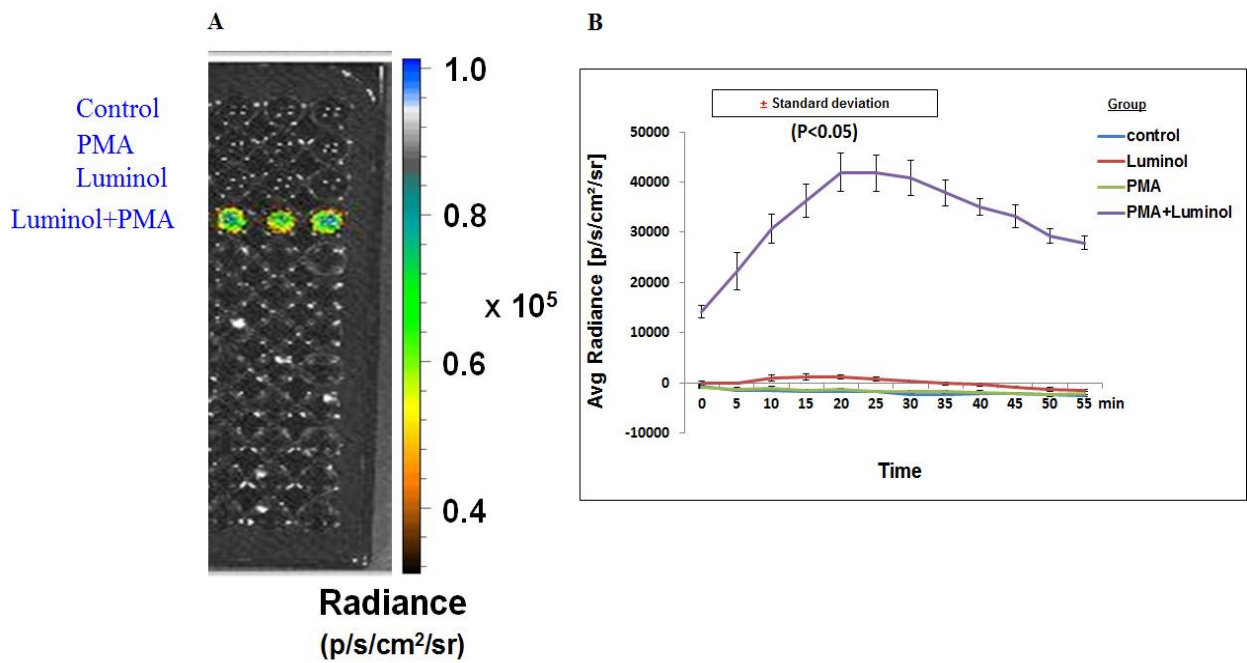 A
Control
PMA
Luminol
Luminol+PMA
1.0
0.8
x 10⁵
0.6
0.4
Radiance
(p/s/cm²/sr)
B
± Standard deviation
(P<0.05)
Group
control
Luminol
PMA
PMA+Luminol
Avg Radiance [p/s/cm²/sr]
50000
40000
30000
20000
10000
0
-10000
0 5 10 15 20 25 30 35 40 45 50 55 min
Time